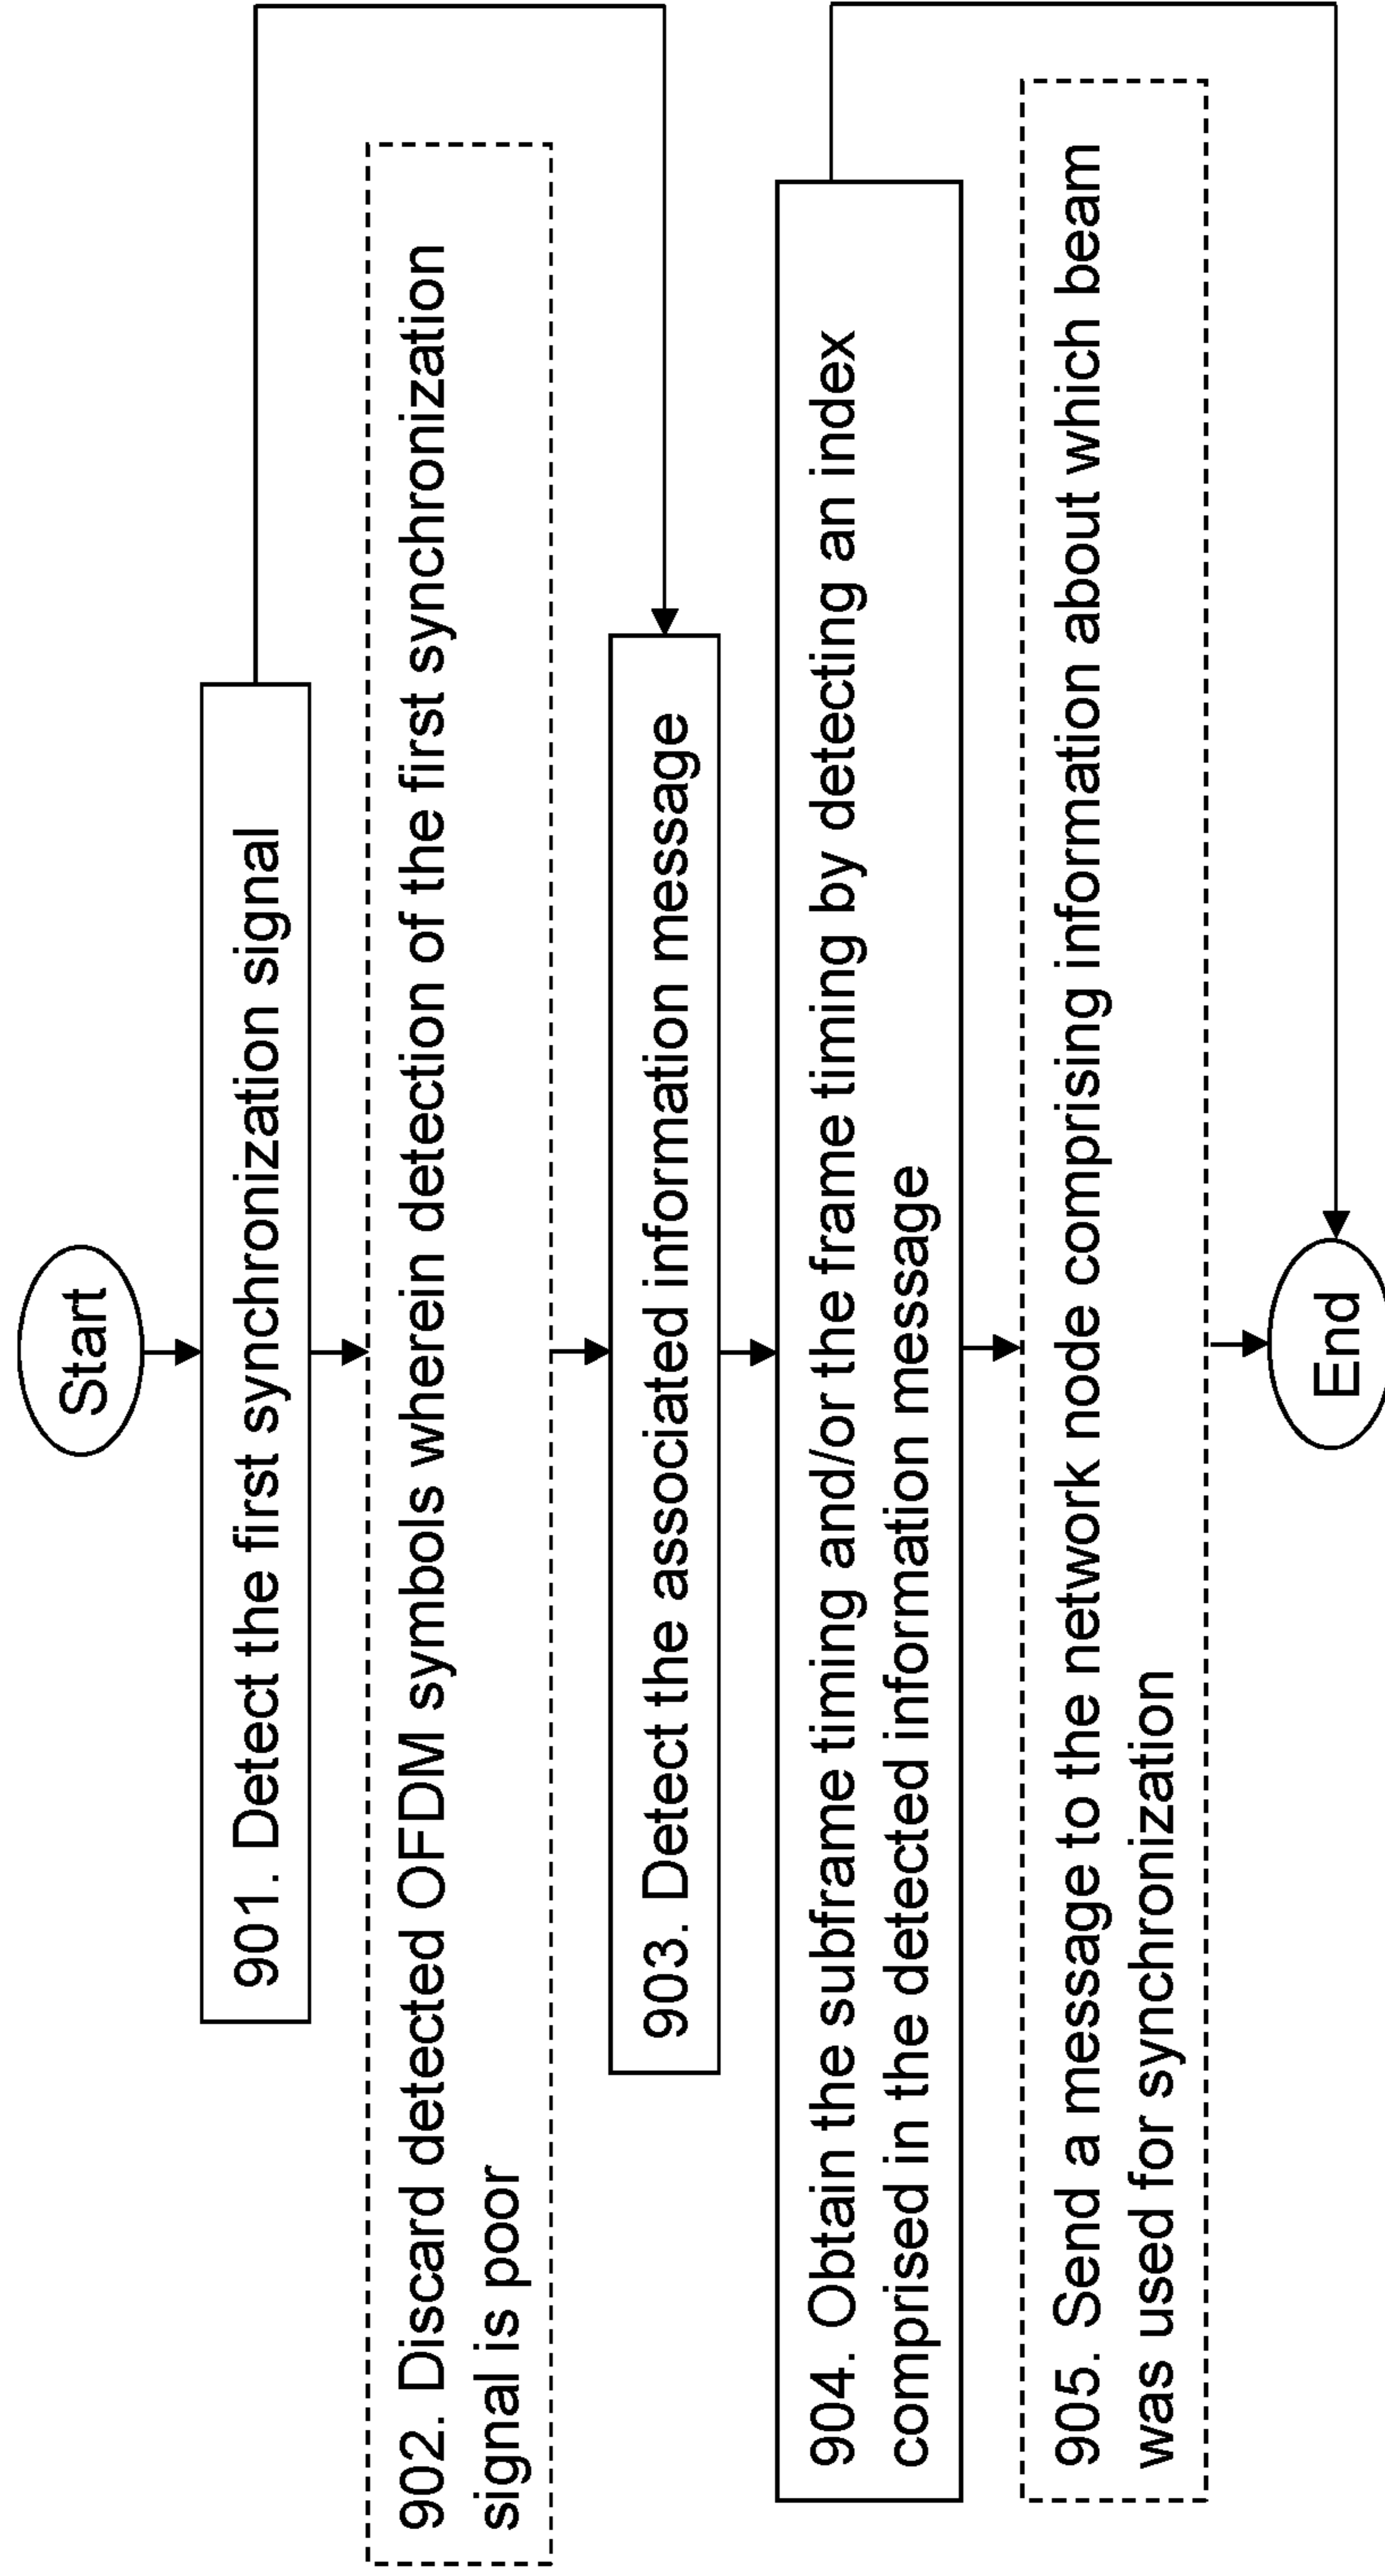 Start
901. Detect the first synchronization signal
902. Discard detected OFDM symbols wherein detection of the first synchronization
signal is poor
903. Detect the associated information message
904. Obtain the subframe timing and/or the frame timing by detecting an index
comprised in the detected information message
905. Send a message to the network node comprising information about which beam
was used for synchronization
End